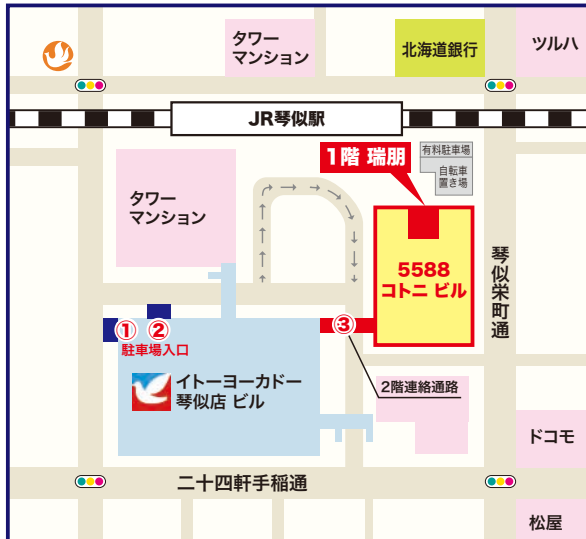 タワー
マンション
北海道銀行
ツルハ
JR琴似駅
1階 瑞朋
有料駐車場
自転車
置き場
タワー
マンション
5588
コトニ ビル
琴似栄町通
①
②
③
駐車場入口
イトーヨーカドー
琴似店 ビル
2階連絡通路
ドコモ
二十四軒手稲通
松屋